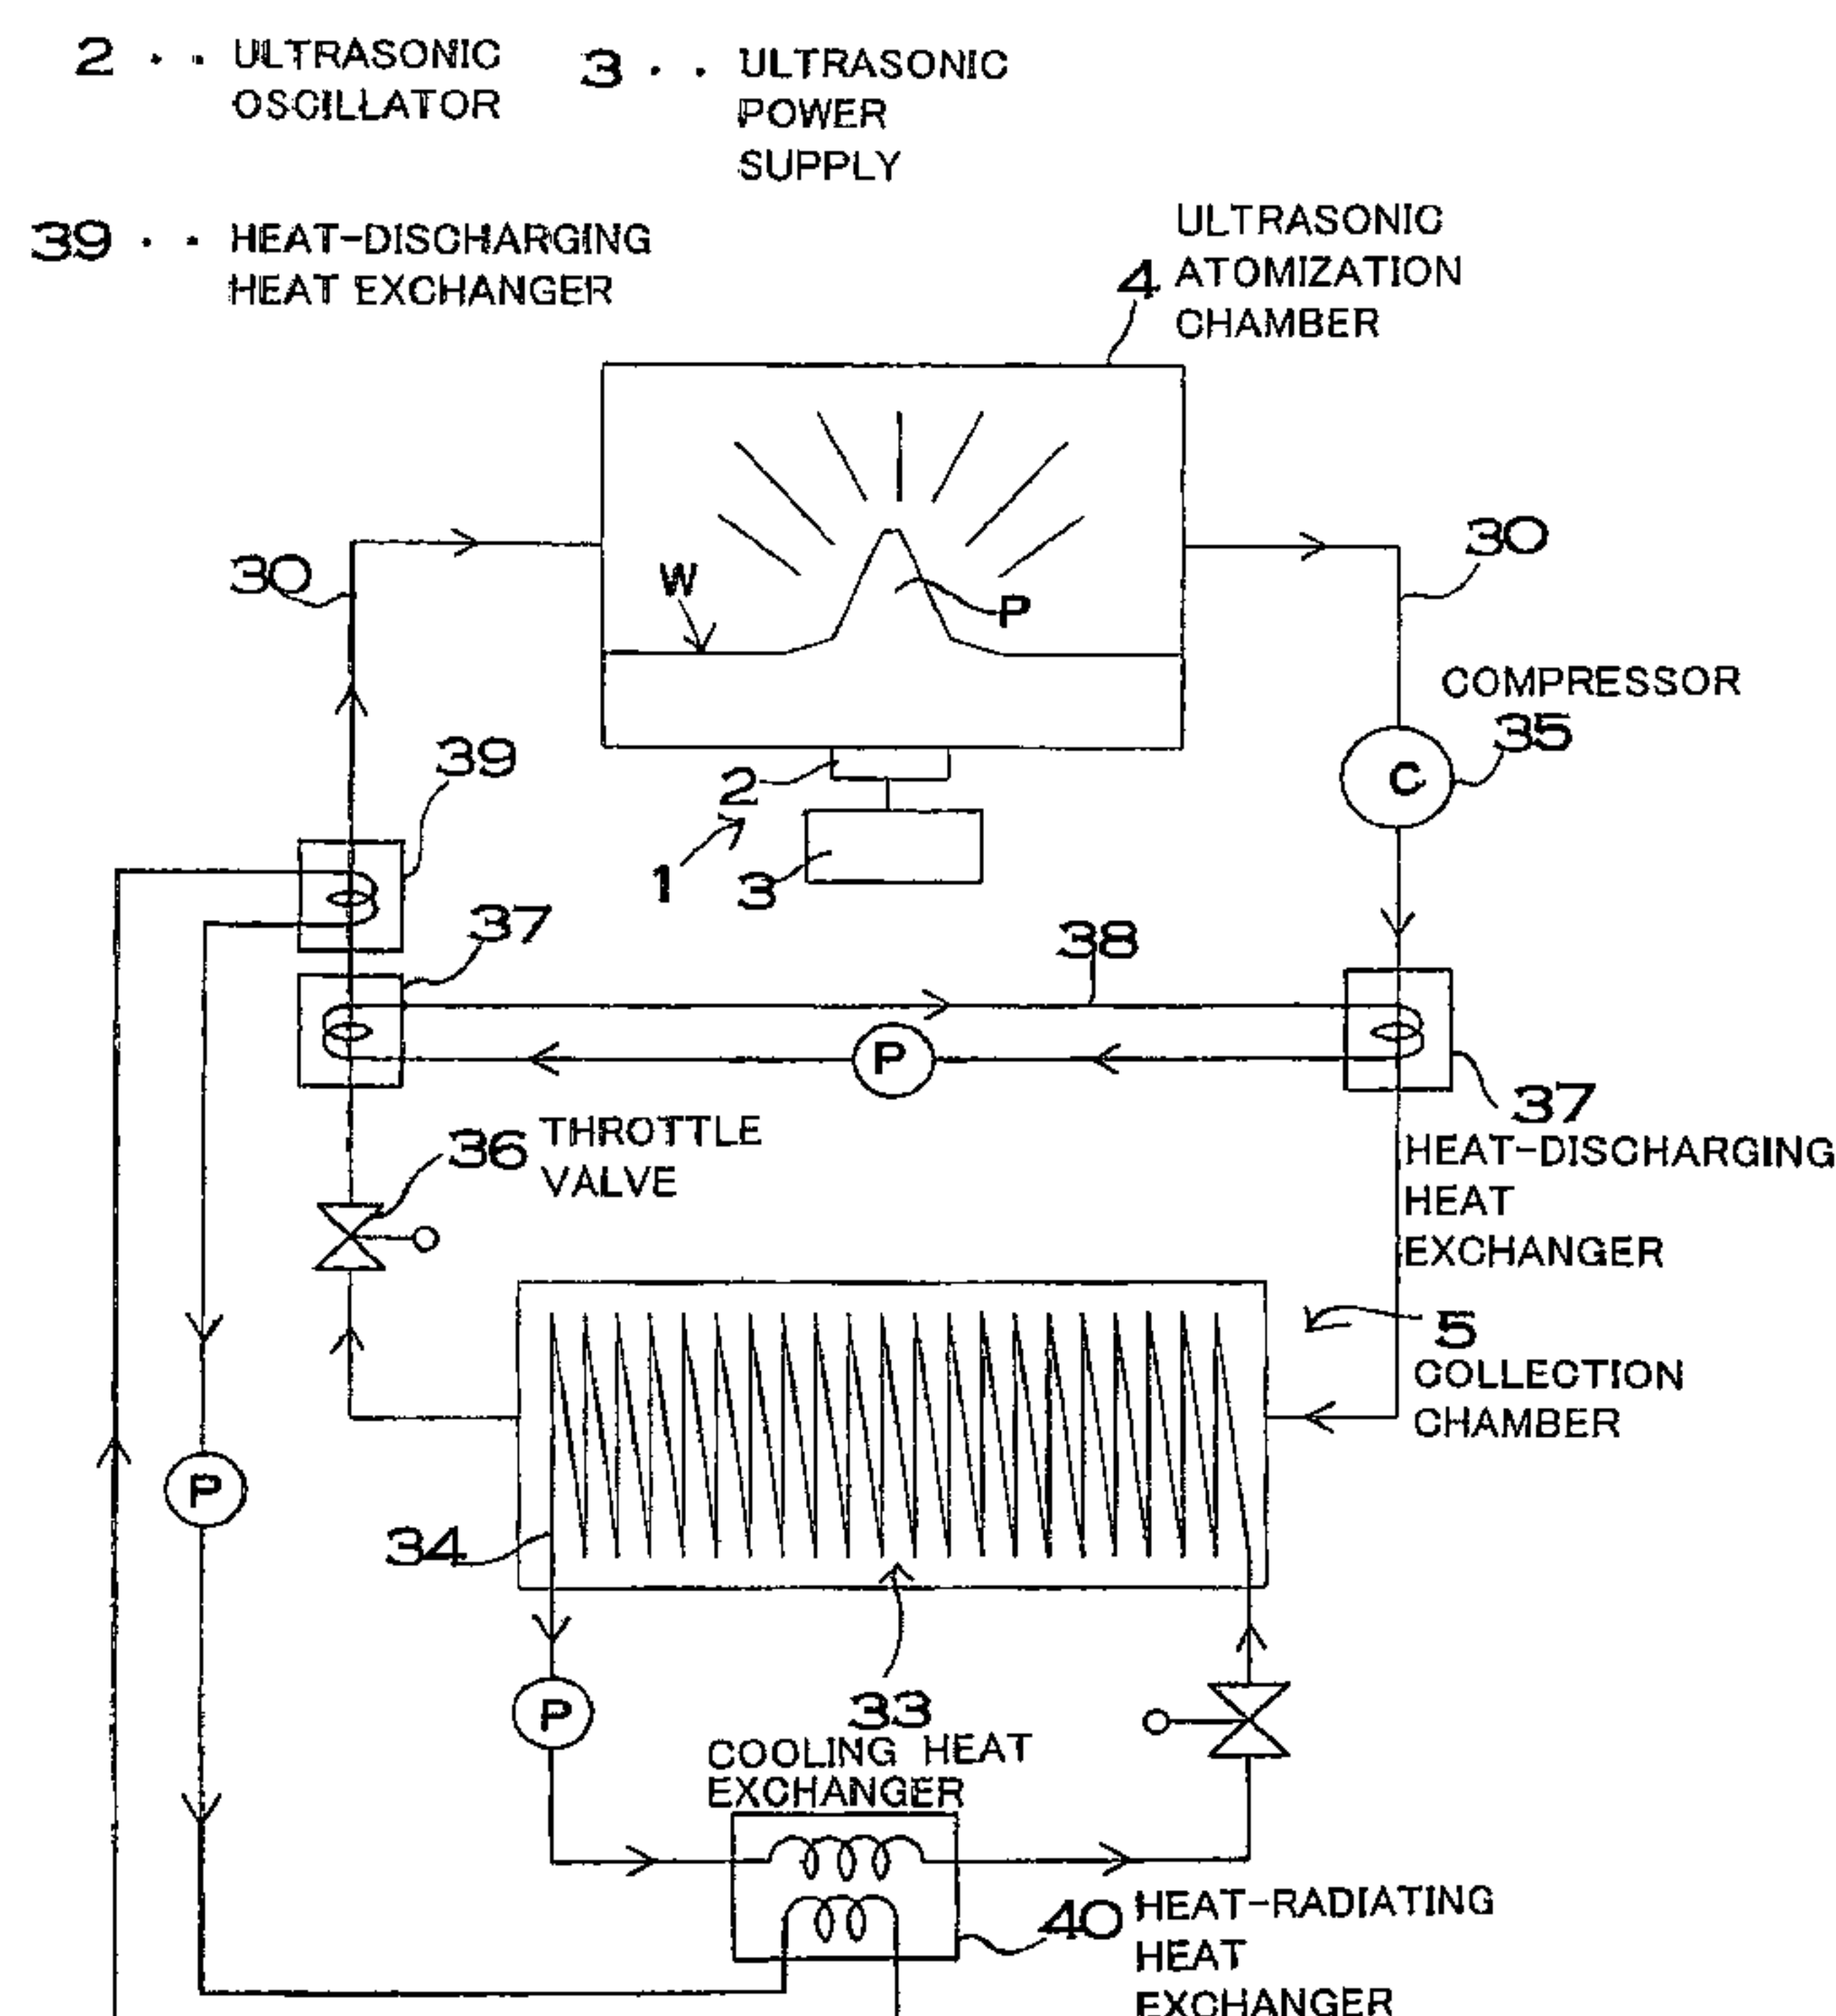 2 ・・ ULTRASONIC
OSCILLATOR
3 ・・ ULTRASONIC
POWER
SUPPLY
39 ・・ HEAT-DISCHARGING
HEAT EXCHANGER
ULTRASONIC
4 ATOMIZATION
CHAMBER
30
30
W
P
COMPRESSOR
35
C
39
2
1
3
37
38
P
37
HEAT-DISCHARGING
HEAT
EXCHANGER
36 THROTTLE
VALVE
5
COLLECTION
CHAMBER
P
34
P
33
COOLING HEAT
EXCHANGER
40 HEAT-RADIATING
HEAT
EXCHANGER